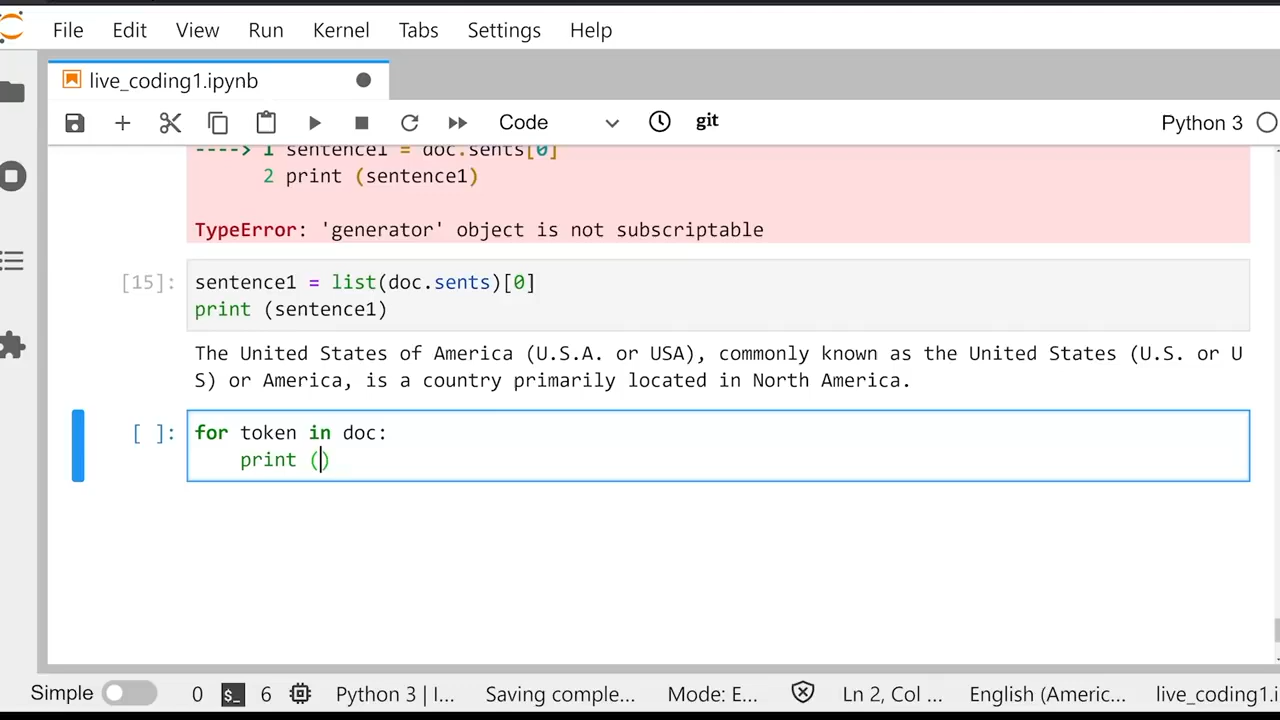 File Edit View Run Kernel Tabs Settings Help
live_coding1.ipynb
Code git Python 3
----> 1 sentence1 = doc.sents[0]
2 print (sentence1)
TypeError: 'generator' object is not subscriptable
[15]: sentence1 = list(doc.sents)[0]
print (sentence1)
The United States of America (U.S.A. or USA), commonly known as the United States (U.S. or U
S) or America, is a country primarily located in North America.
[ ]: for token in doc:
print ()
Simple 0 $_ 6 Python 3 | I... Saving comple... Mode: E... Ln 2, Col ... English (Americ... live_coding1.i